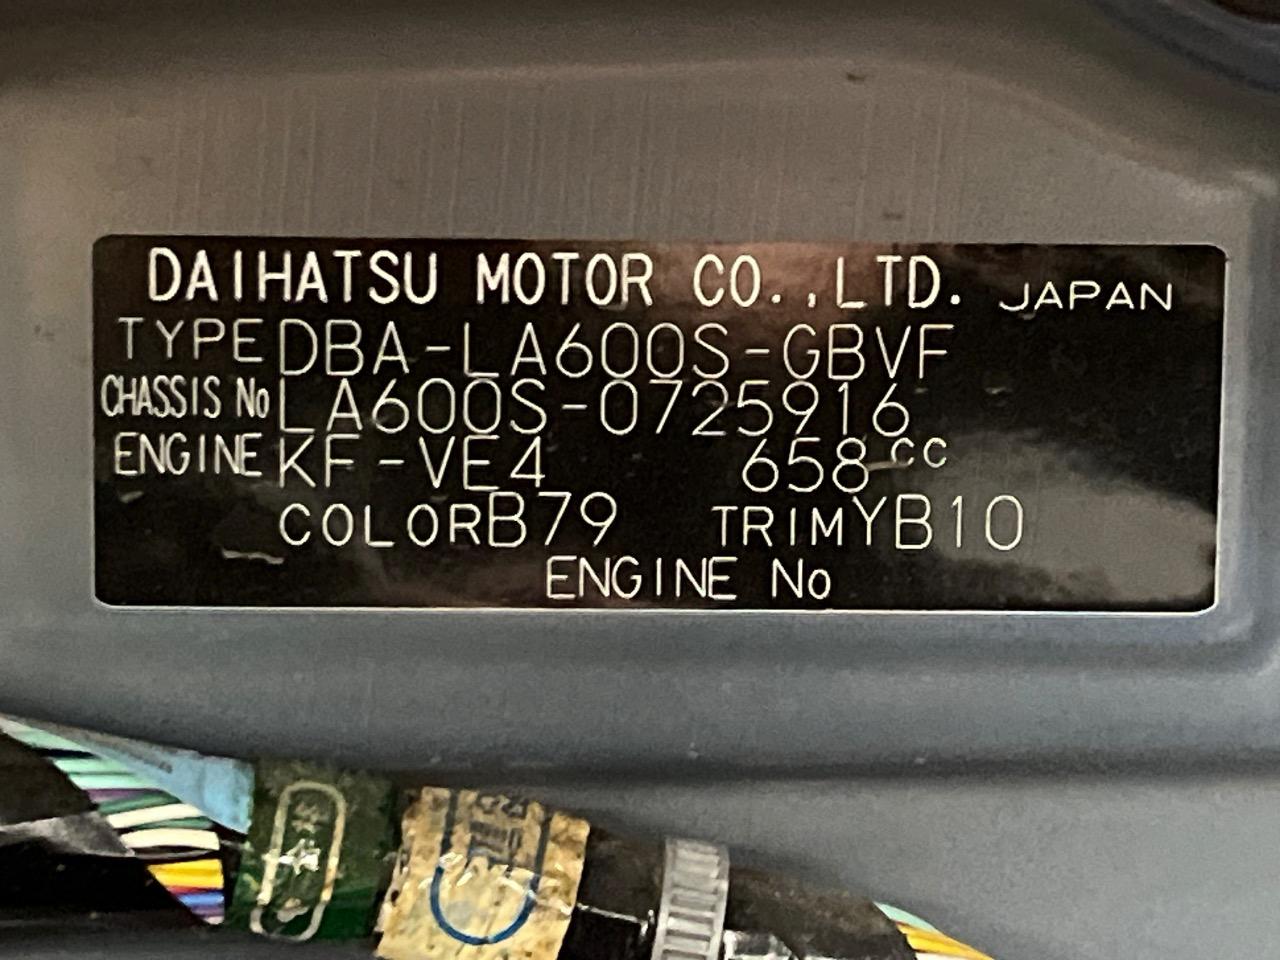 DAIHATSU MOTOR CO.,LTD. JAPAN
TYPE DBA-LA600S-GBVF
CHASSIS No LA600S-0725916
ENGINE KF-VE4 658cc
COLOR B79 TRIM YB10
ENGINE No